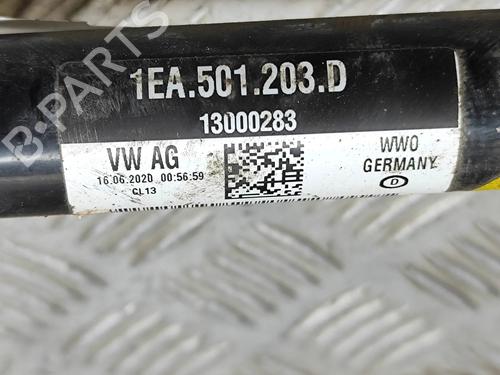 B-PARTS
1EA.501.203.D
13000283
VW AG
16.06.2020 00:56:59
CL13
WWO
GERMANY
D